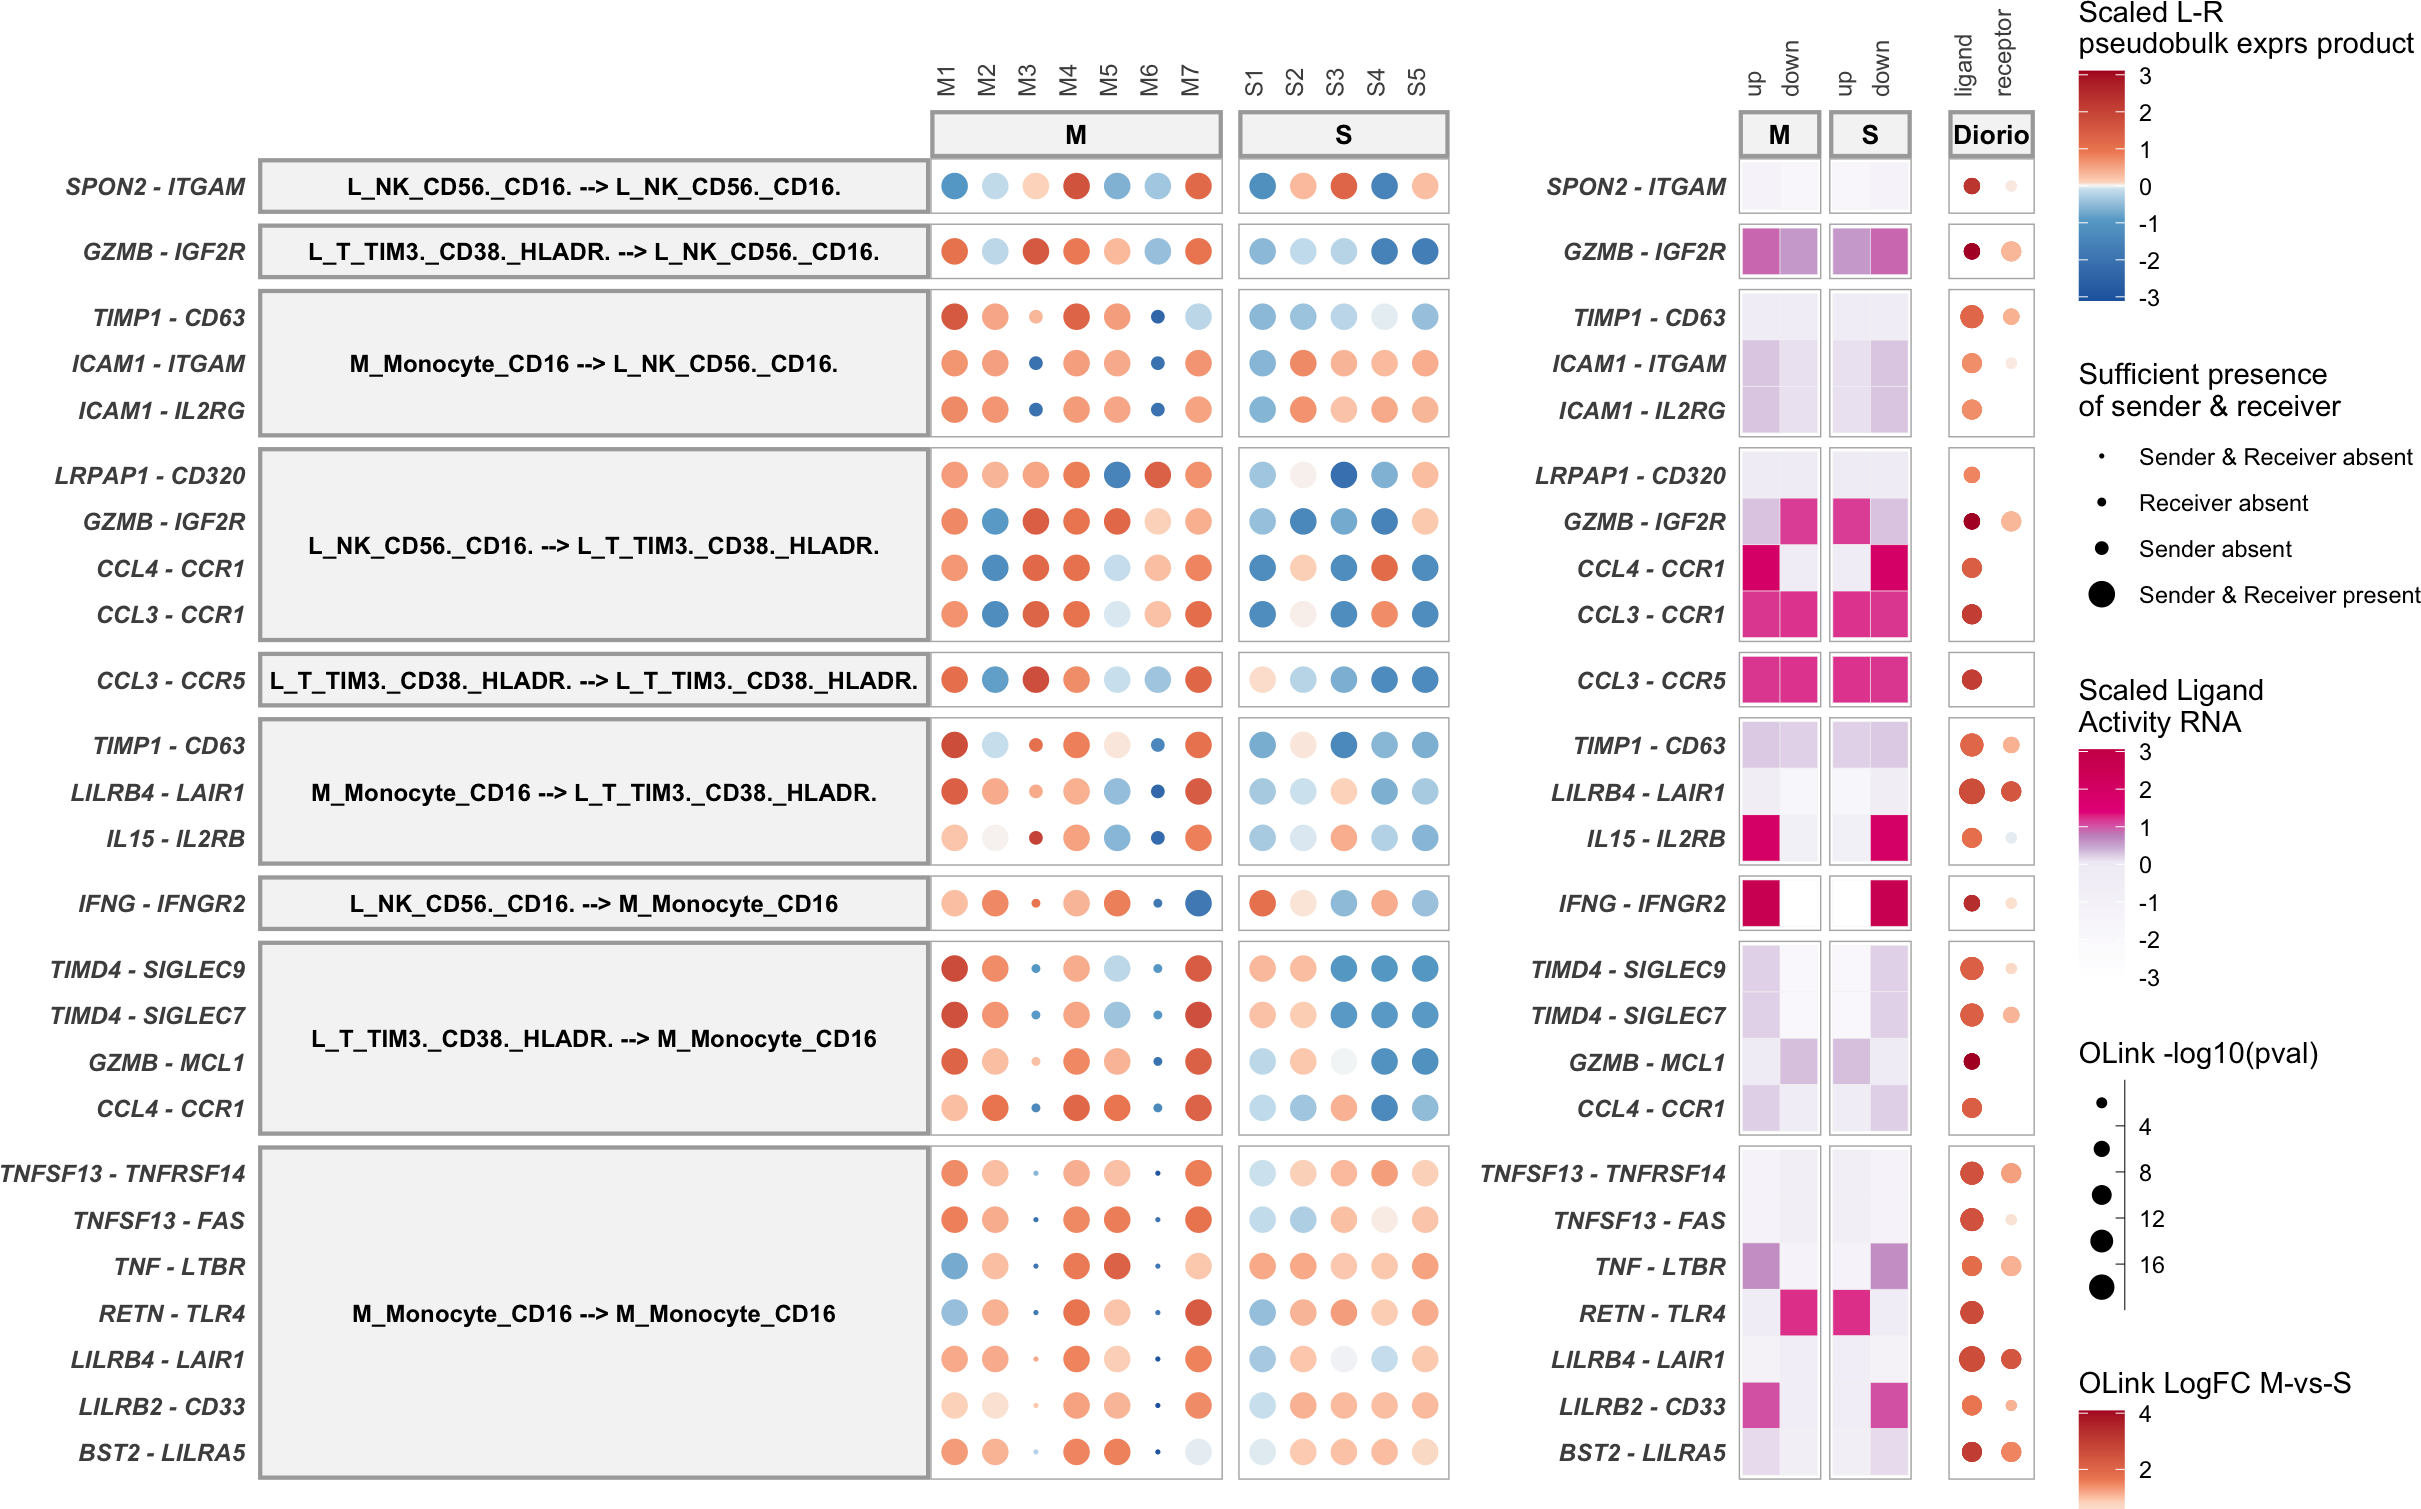 M1 M2 M3 M4 M5 M6 M7 S1 S2 S3 S4 S5 up down up down ligand receptor
M S M S Diorio
SPON2 - ITGAM L_NK_CD56._CD16. --> L_NK_CD56._CD16. SPON2 - ITGAM
GZMB - IGF2R L_T_TIM3._CD38._HLADR. --> L_NK_CD56._CD16. GZMB - IGF2R
TIMP1 - CD63 TIMP1 - CD63
ICAM1 - ITGAM M_Monocyte_CD16 --> L_NK_CD56._CD16. ICAM1 - ITGAM
ICAM1 - IL2RG ICAM1 - IL2RG
LRPAP1 - CD320 LRPAP1 - CD320
GZMB - IGF2R GZMB - IGF2R
L_NK_CD56._CD16. --> L_T_TIM3._CD38._HLADR.
CCL4 - CCR1 CCL4 - CCR1
CCL3 - CCR1 CCL3 - CCR1
CCL3 - CCR5 L_T_TIM3._CD38._HLADR. --> L_T_TIM3._CD38._HLADR. CCL3 - CCR5
TIMP1 - CD63 TIMP1 - CD63
LILRB4 - LAIR1 M_Monocyte_CD16 --> L_T_TIM3._CD38._HLADR. LILRB4 - LAIR1
IL15 - IL2RB IL15 - IL2RB
IFNG - IFNGR2 L_NK_CD56._CD16. --> M_Monocyte_CD16 IFNG - IFNGR2
TIMD4 - SIGLEC9 TIMD4 - SIGLEC9
TIMD4 - SIGLEC7 TIMD4 - SIGLEC7
L_T_TIM3._CD38._HLADR. --> M_Monocyte_CD16
GZMB - MCL1 GZMB - MCL1
CCL4 - CCR1 CCL4 - CCR1
TNFSF13 - TNFRSF14 TNFSF13 - TNFRSF14
TNFSF13 - FAS TNFSF13 - FAS
TNF - LTBR TNF - LTBR
RETN - TLR4 M_Monocyte_CD16 --> M_Monocyte_CD16 RETN - TLR4
LILRB4 - LAIR1 LILRB4 - LAIR1
LILRB2 - CD33 LILRB2 - CD33
BST2 - LILRA5 BST2 - LILRA5
Scaled L-R
pseudobulk exprs product
3
2
1
0
-1
-2
-3
Sufficient presence
of sender & receiver
Sender & Receiver absent
Receiver absent
Sender absent
Sender & Receiver present
Scaled Ligand
Activity RNA
3
2
1
0
-1
-2
-3
OLink -log10(pval)
4
8
12
16
OLink LogFC M-vs-S
4
2